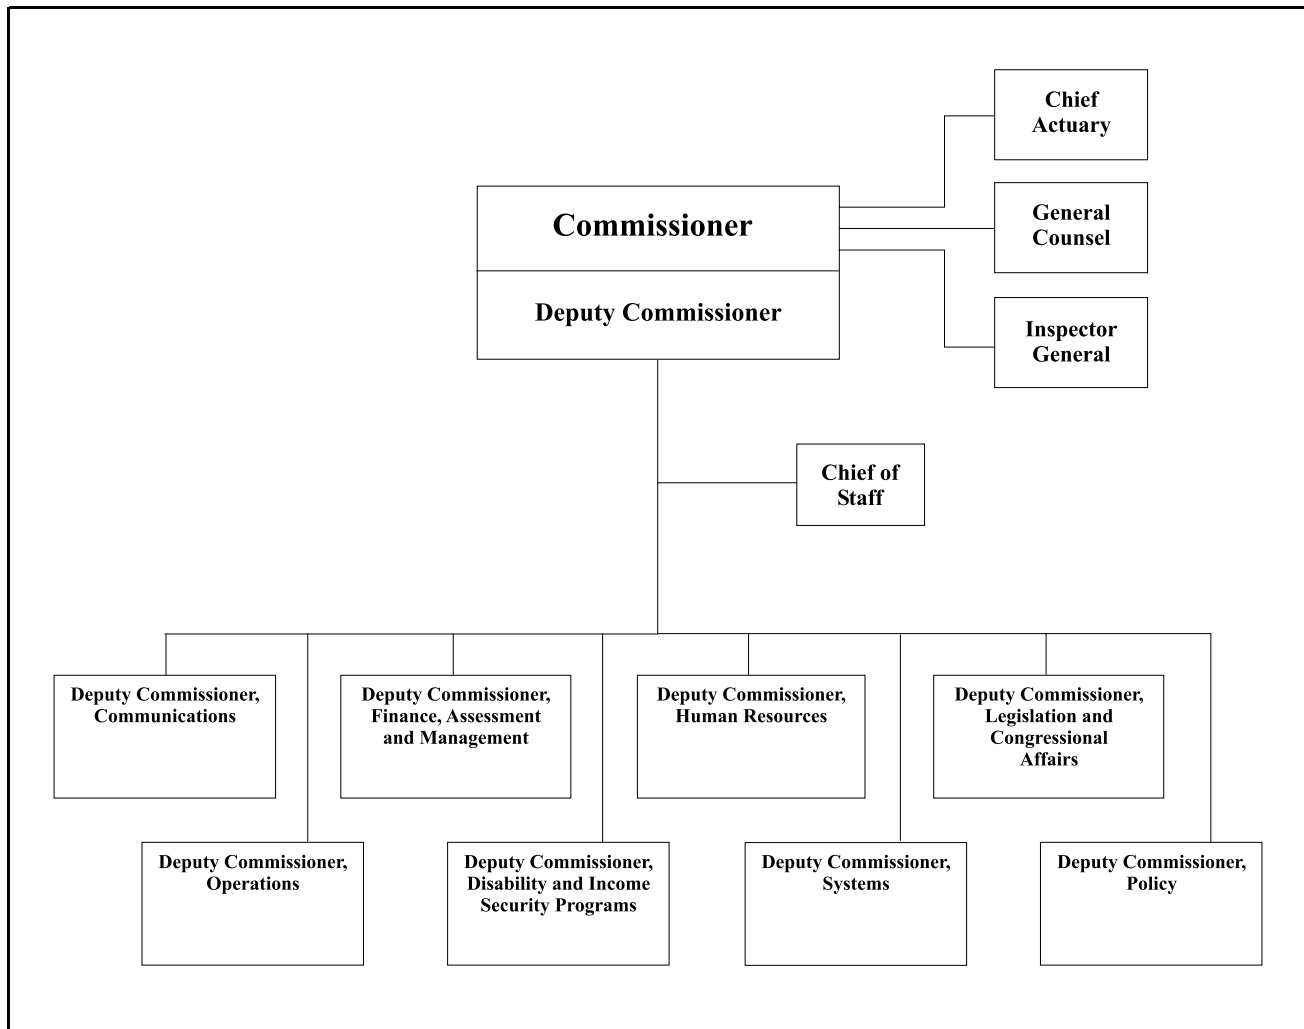 Chief
Actuary
Commissioner
General
Counsel
Deputy Commissioner
Inspector
General
Chief of
Staff
Deputy Commissioner,
Communications
Deputy Commissioner,
Finance, Assessment
and Management
Deputy Commissioner,
Human Resources
Deputy Commissioner,
Legislation and
Congressional
Affairs
Deputy Commissioner,
Operations
Deputy Commissioner,
Disability and Income
Security Programs
Deputy Commissioner,
Systems
Deputy Commissioner,
Policy